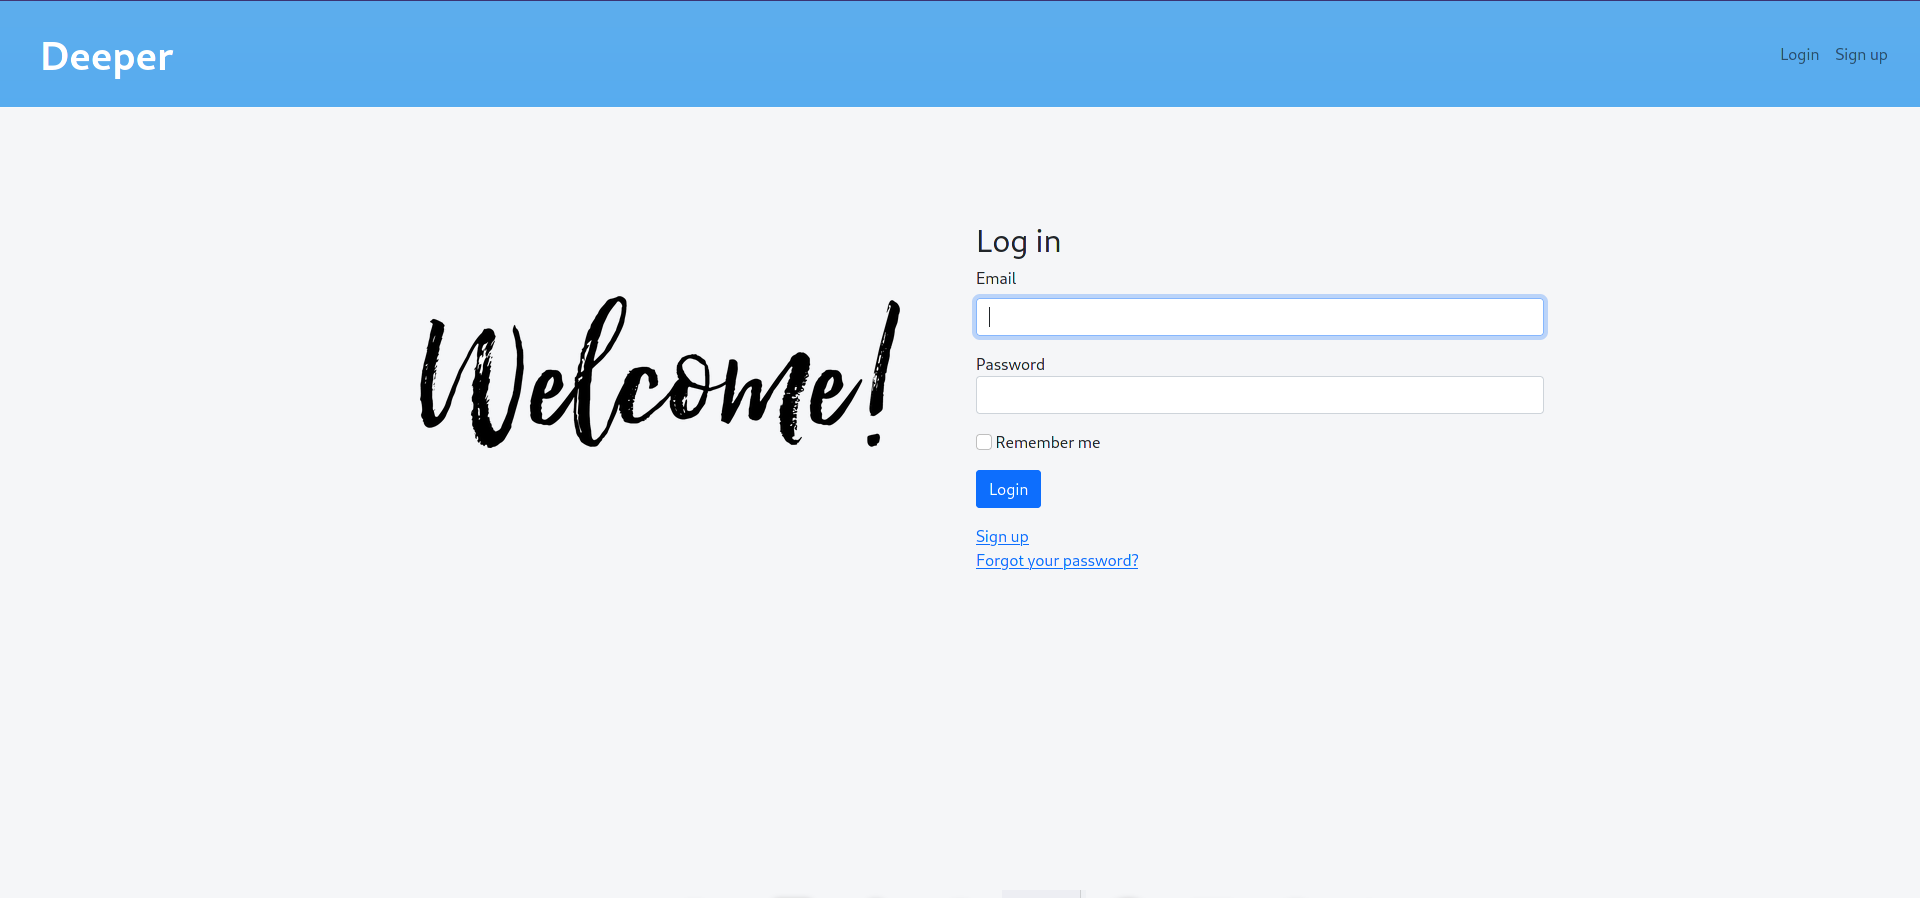 Deeper
Login Sign up
Welcome!
Log in
Email
Password
Remember me
Login
Sign up
Forgot your password?